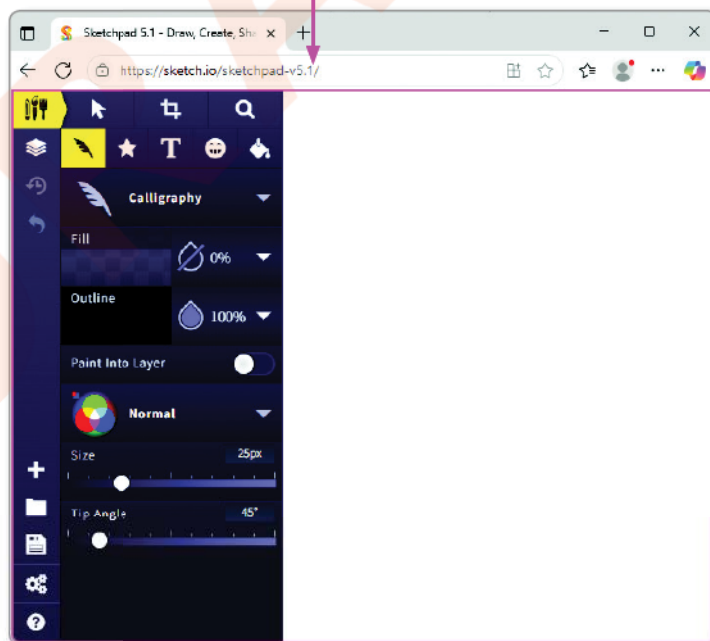 Sketchpad 5.1 - Draw, Create, Sha
https://sketch.io/sketchpad-v5.1/
T
Calligraphy
Fill
0%
Outline
100%
Paint Into Layer
Normal
Size 25px
Tip Angle 45°
?